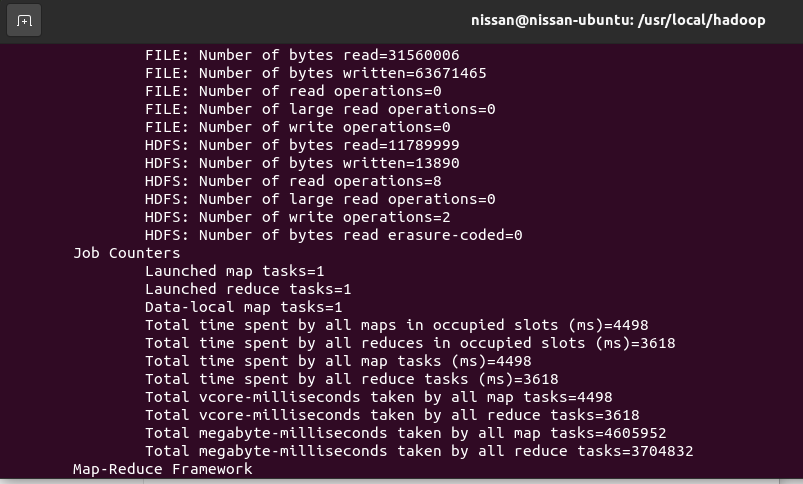 nissan@nissan-ubuntu: /usr/local/hadoop
FILE: Number of bytes read=31560006
FILE: Number of bytes written=63671465
FILE: Number of read operations=0
FILE: Number of large read operations=0
FILE: Number of write operations=0
HDFS: Number of bytes read=11789999
HDFS: Number of bytes written=13890
HDFS: Number of read operations=8
HDFS: Number of large read operations=0
HDFS: Number of write operations=2
HDFS: Number of bytes read erasure-coded=0
Job Counters
Launched map tasks=1
Launched reduce tasks=1
Data-local map tasks=1
Total time spent by all maps in occupied slots (ms)=4498
Total time spent by all reduces in occupied slots (ms)=3618
Total time spent by all map tasks (ms)=4498
Total time spent by all reduce tasks (ms)=3618
Total vcore-milliseconds taken by all map tasks=4498
Total vcore-milliseconds taken by all reduce tasks=3618
Total megabyte-milliseconds taken by all map tasks=4605952
Total megabyte-milliseconds taken by all reduce tasks=3704832
Map-Reduce Framework